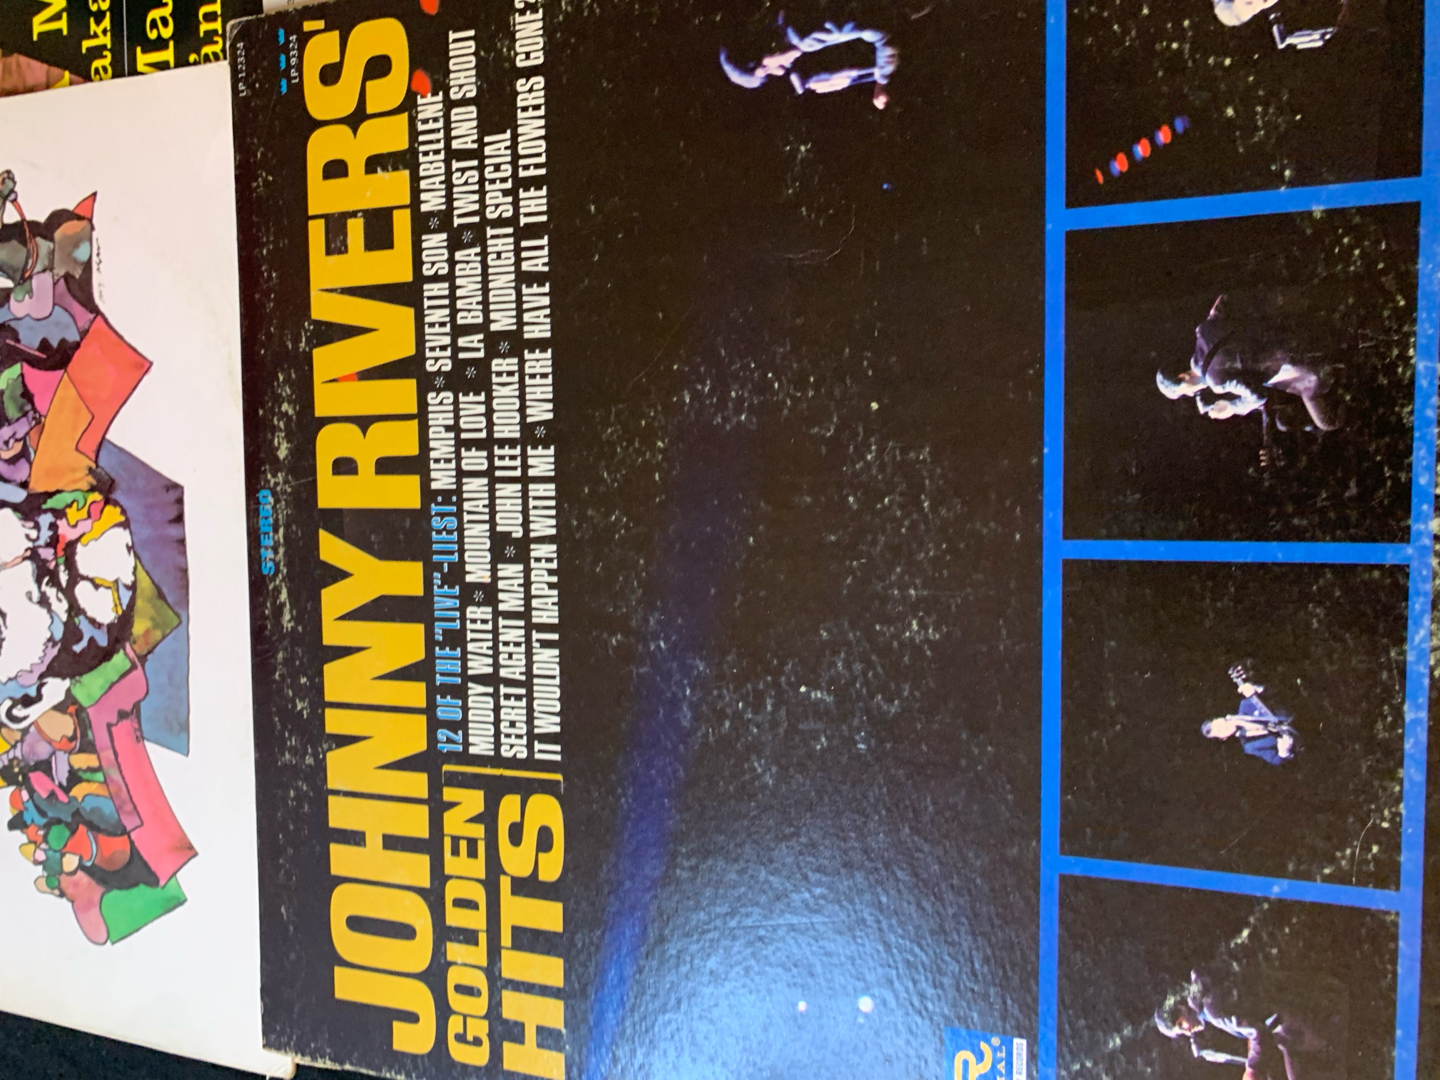 STEREO
LP 12324
LP-9324
JOHNNY RIVERS'
GOLDEN
HITS
12 OF THE "LIVE"-LIEST: MEMPHIS * SEVENTH SON * MABELLENE
MUDDY WATER * MOUNTAIN OF LOVE * LA BAMBA * TWIST AND SHOUT
SECRET AGENT MAN * JOHN LEE HOOKER * MIDNIGHT SPECIAL
IT WOULDN'T HAPPEN WITH ME * WHERE HAVE ALL THE FLOWERS GONE?
RECORDS